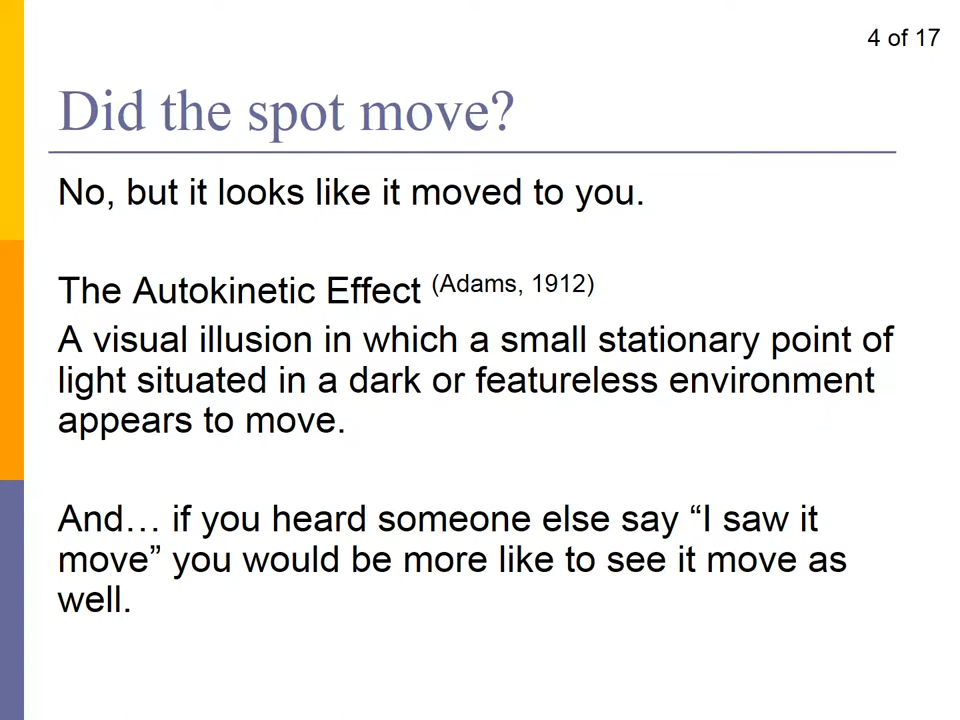 4 of 17
Did the spot move?
No, but it looks like it moved to you.
The Autokinetic Effect (Adams, 1912)
A visual illusion in which a small stationary point of
light situated in a dark or featureless environment
appears to move.
And… if you heard someone else say “I saw it
move” you would be more like to see it move as
well.